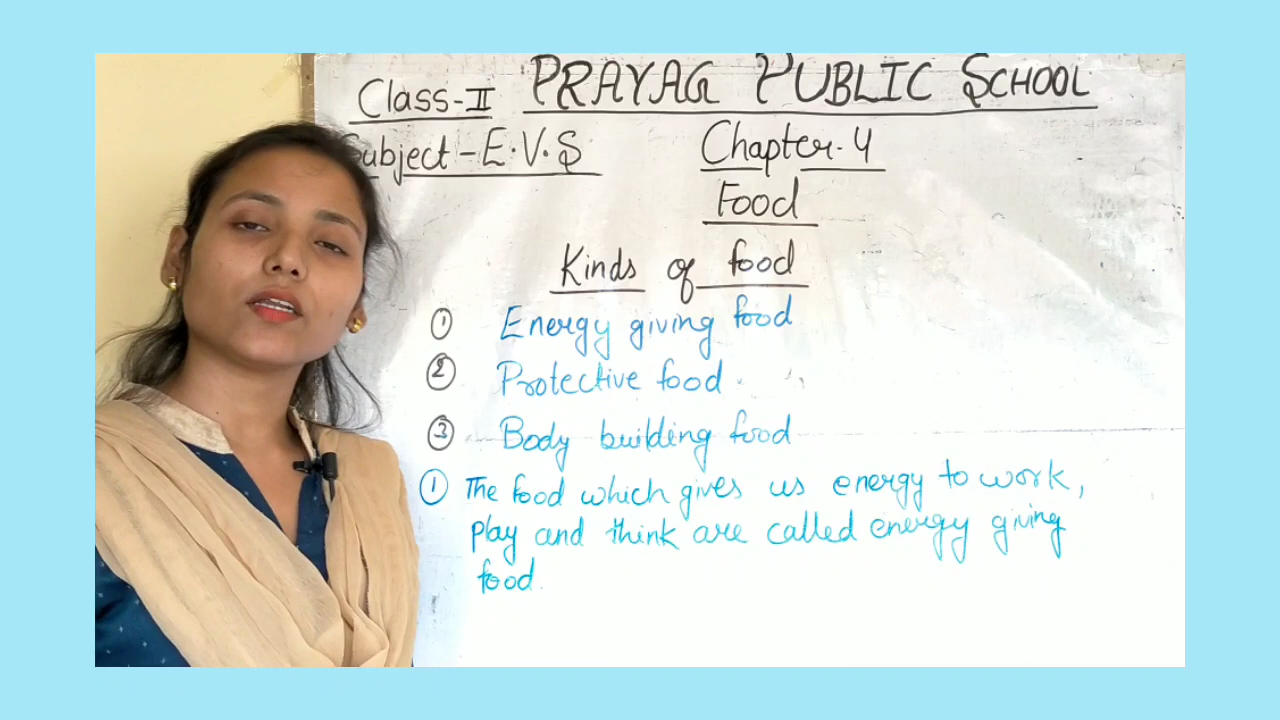 Class-II PRAYAG PUBLIC SCHOOL
Subject - E.V.S Chapter-4
Food
Kinds of food
① Energy giving food
② Protective food.
③ Body building food
① The food which gives us energy to work,
play and think are called energy giving
food.